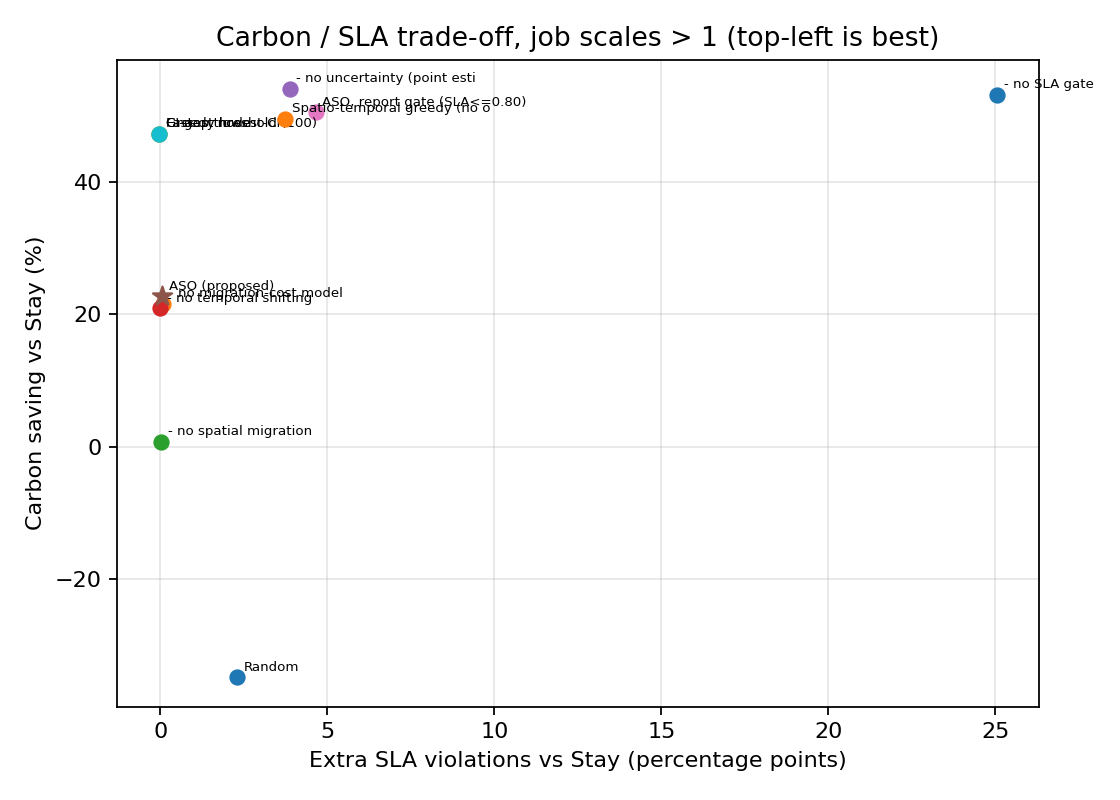 Carbon / SLA trade-off, job scales > 1 (top-left is best)
- no uncertainty (point esti
- no SLA gate
ASO, report gate (SLA<=0.80)
Spatio-temporal greedy (no o
40
ASO (proposed)
- no migration-cost model
- no temporal shifting
20
- no spatial migration
0
−20
Random
0 5 10 15 20 25
Extra SLA violations vs Stay (percentage points)
Carbon saving vs Stay (%)